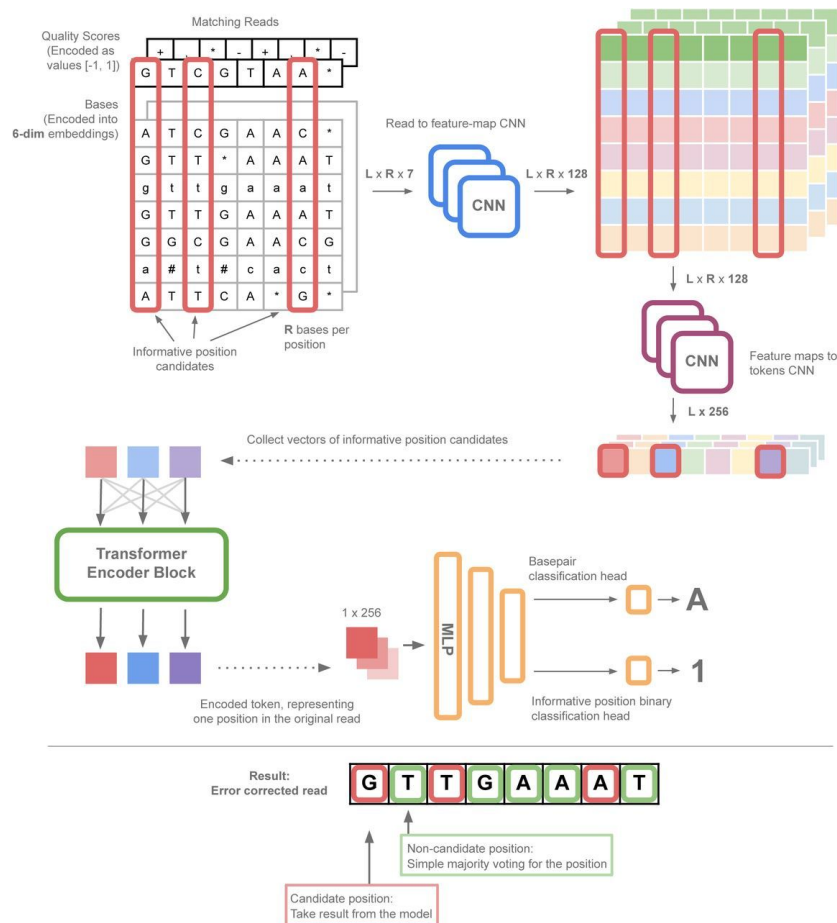 Matching Reads
Quality Scores
(Encoded as
values [-1, 1])
+ , * - + , * -
G T C G T A A *
Bases
(Encoded into
6-dim embeddings)
A T C G A A C *
G T T * A A A T
g t t g a a a t
G T T G A A A T
G G C G A A C G
a # t # c a c t
A T T C A * G *
Informative position
candidates
R bases per
position
Read to feature-map CNN
L x R x 7
CNN
L x R x 128
L x R x 128
CNN
Feature maps to
tokens CNN
L x 256
Collect vectors of informative position candidates
Transformer
Encoder Block
1 x 256
Encoded token, representing
one position in the original read
MLP
Basepair
classification head
A
1
Informative position binary
classification head
Result:
Error corrected read
G T T G A A A T
Non-candidate position:
Simple majority voting for the position
Candidate position:
Take result from the model